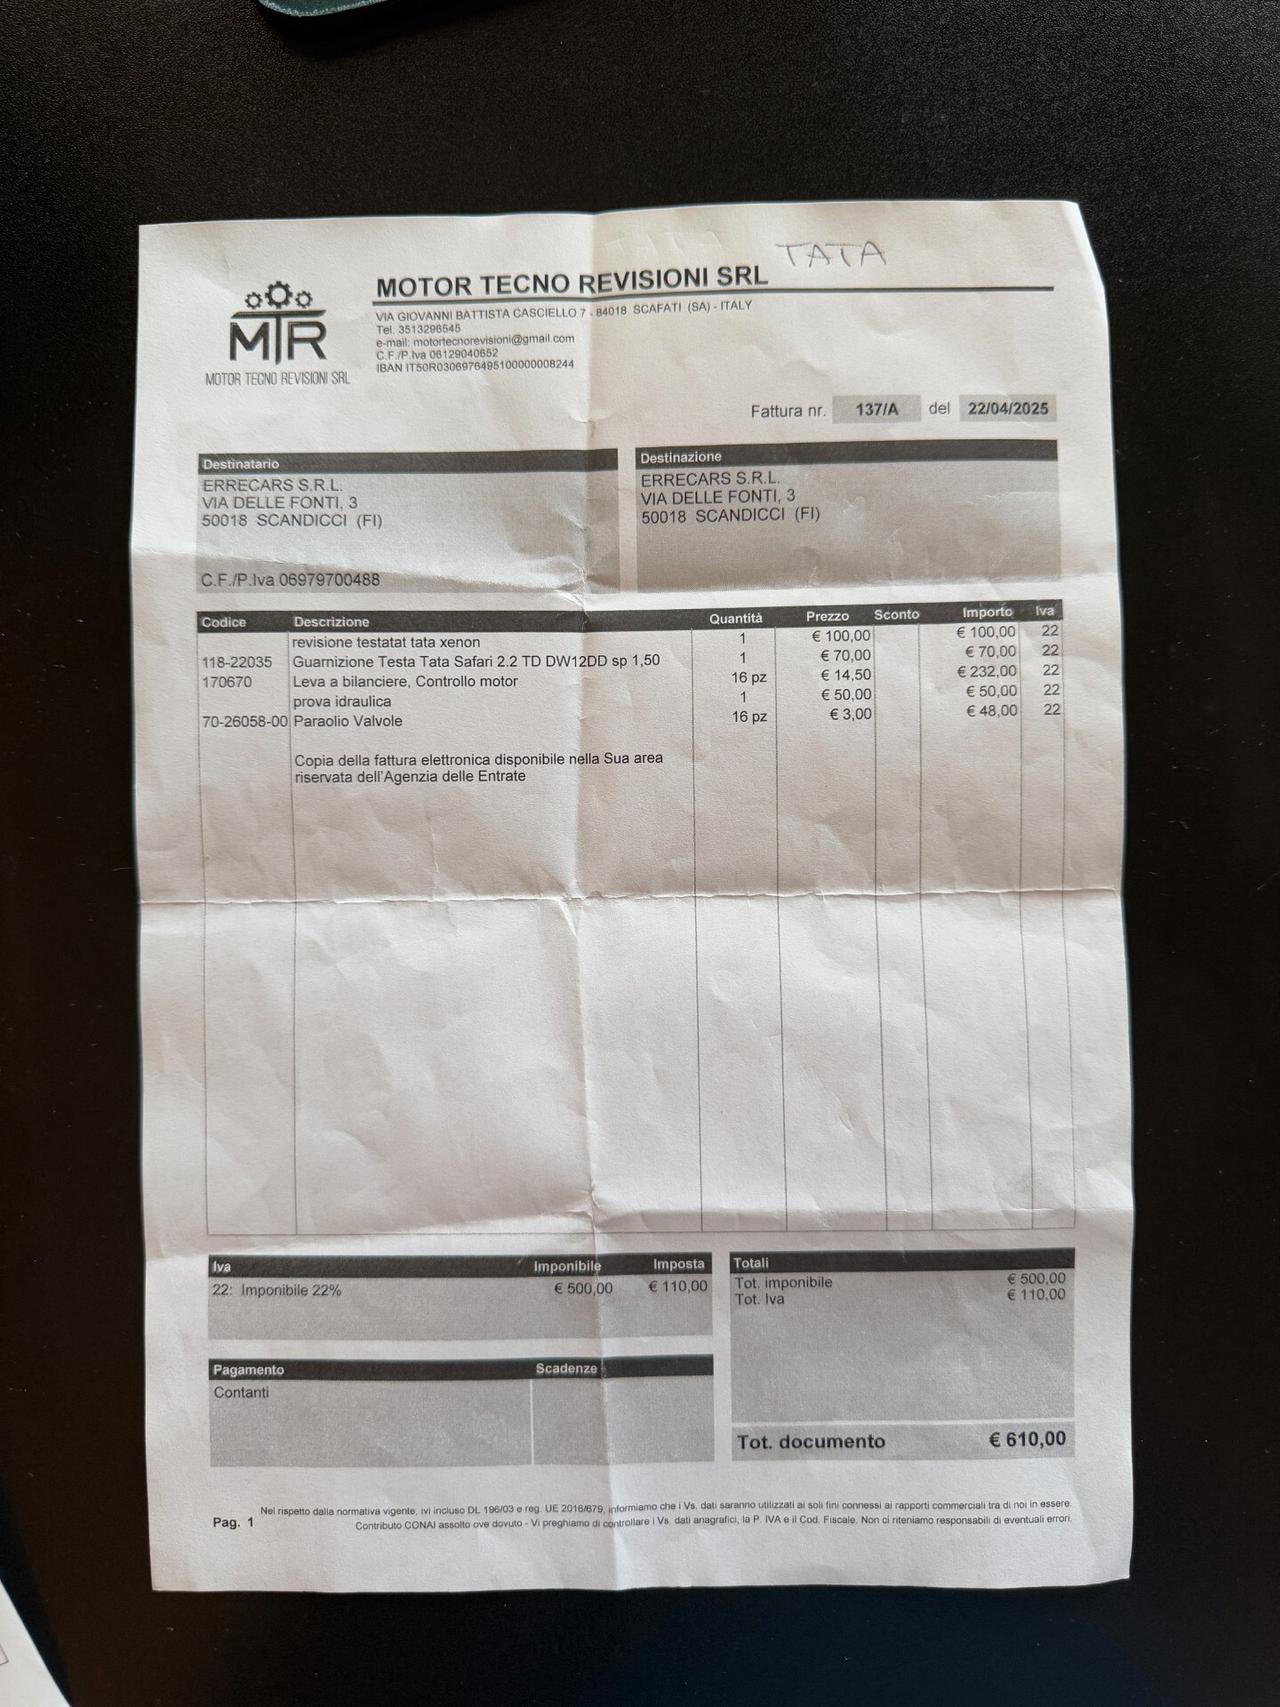 TATA
MTR
MOTOR TECNO REVISIONI SRL
MOTOR TECNO REVISIONI SRL
VIA GIOVANNI BATTISTA CASCIELLO 7 - 84018 SCAFATI (SA) - ITALY
Tel. 3513296545
e-mail: motortecnorevisioni@gmail.com
C.F./P.Iva 06129040652
IBAN IT50R0306976495100000008244
Fattura nr. 137/A del 22/04/2025
Destinatario
ERRECARS S.R.L.
VIA DELLE FONTI, 3
50018 SCANDICCI (FI)
C.F./P.Iva 06979700488
Destinazione
ERRECARS S.R.L.
VIA DELLE FONTI, 3
50018 SCANDICCI (FI)
Codice Descrizione Quantità Prezzo Sconto Importo Iva
revisione testatat tata xenon 1 € 100,00 € 100,00 22
118-22035 Guarnizione Testa Tata Safari 2.2 TD DW12DD sp 1,50 1 € 70,00 € 70,00 22
170670 Leva a bilanciere, Controllo motor 16 pz € 14,50 € 232,00 22
prova idraulica 1 € 50,00 € 50,00 22
70-26058-00 Paraolio Valvole 16 pz € 3,00 € 48,00 22
Copia della fattura elettronica disponibile nella Sua area
riservata dell'Agenzia delle Entrate
Iva Imponibile Imposta
22: Imponibile 22% € 500,00 € 110,00
Pagamento Scadenze
Contanti
Totali
Tot. imponibile € 500,00
Tot. Iva € 110,00
Tot. documento € 610,00
Nel rispetto dalla normativa vigente, ivi incluso DL 196/03 e reg. UE 2016/679, informiamo che i Vs. dati saranno utilizzati ai soli fini connessi ai rapporti commerciali tra di noi in essere.
Pag. 1 Contributo CONAI assolto ove dovuto - Vi preghiamo di controllare i Vs. dati anagrafici, la P. IVA e il Cod. Fiscale. Non ci riteniamo responsabili di eventuali errori.